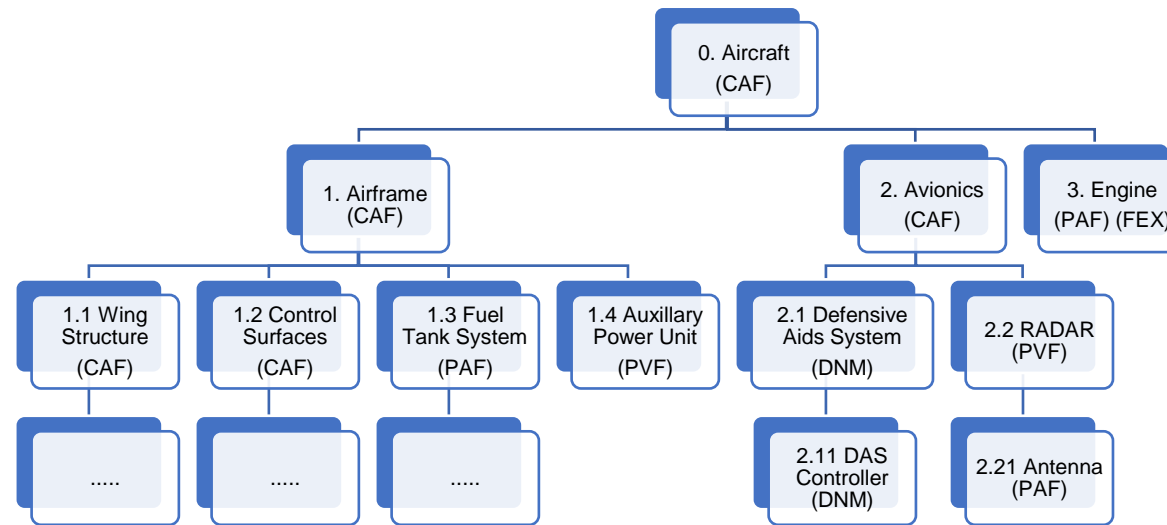 0. Aircraft
(CAF)
1. Airframe
(CAF)
2. Avionics
(CAF)
3. Engine
(PAF) (FEX)
1.1 Wing
Structure
(CAF)
1.2 Control
Surfaces
(CAF)
1.3 Fuel
Tank System
(PAF)
1.4 Auxillary
Power Unit
(PVF)
2.1 Defensive
Aids System
(DNM)
2.2 RADAR
(PVF)
.....
.....
.....
2.11 DAS
Controller
(DNM)
2.21 Antenna
(PAF)